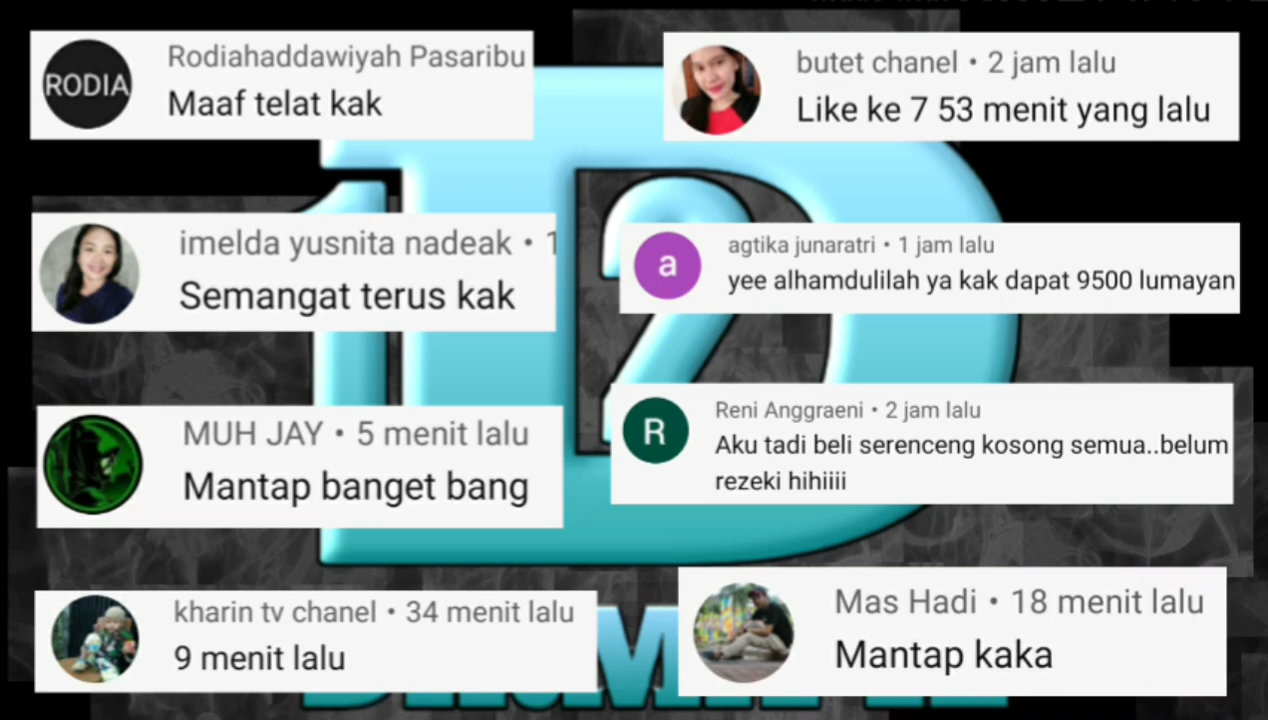 Rodiahaddawiyah Pasaribu
Maaf telat kak
butet chanel • 2 jam lalu
Like ke 7 53 menit yang lalu
imelda yusnita nadeak • 1
Semangat terus kak
a
agtika junaratri • 1 jam lalu
yee alhamdulilah ya kak dapat 9500 lumayan
MUH JAY • 5 menit lalu
Mantap banget bang
R
Reni Anggraeni • 2 jam lalu
Aku tadi beli serenceng kosong semua..belum
rezeki hihiiii
kharin tv chanel • 34 menit lalu
9 menit lalu
Mas Hadi • 18 menit lalu
Mantap kaka
RODIA
12
D